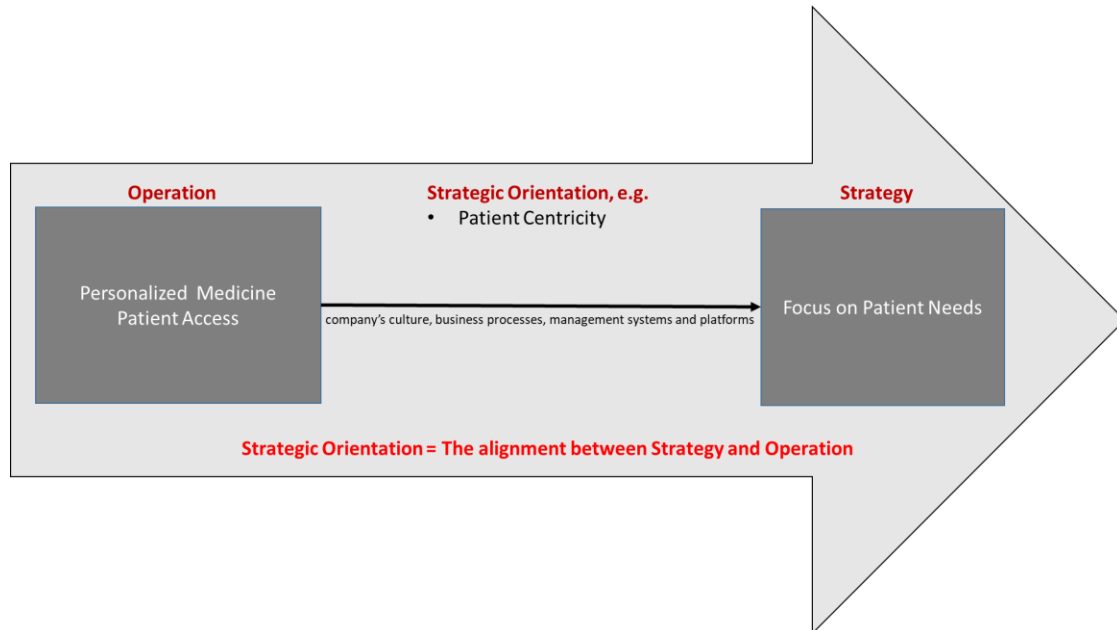 Operation
Strategic Orientation, e.g.
• Patient Centricity
Strategy
Personalized Medicine
Patient Access
company's culture, business processes, management systems and platforms
Focus on Patient Needs
Strategic Orientation = The alignment between Strategy and Operation